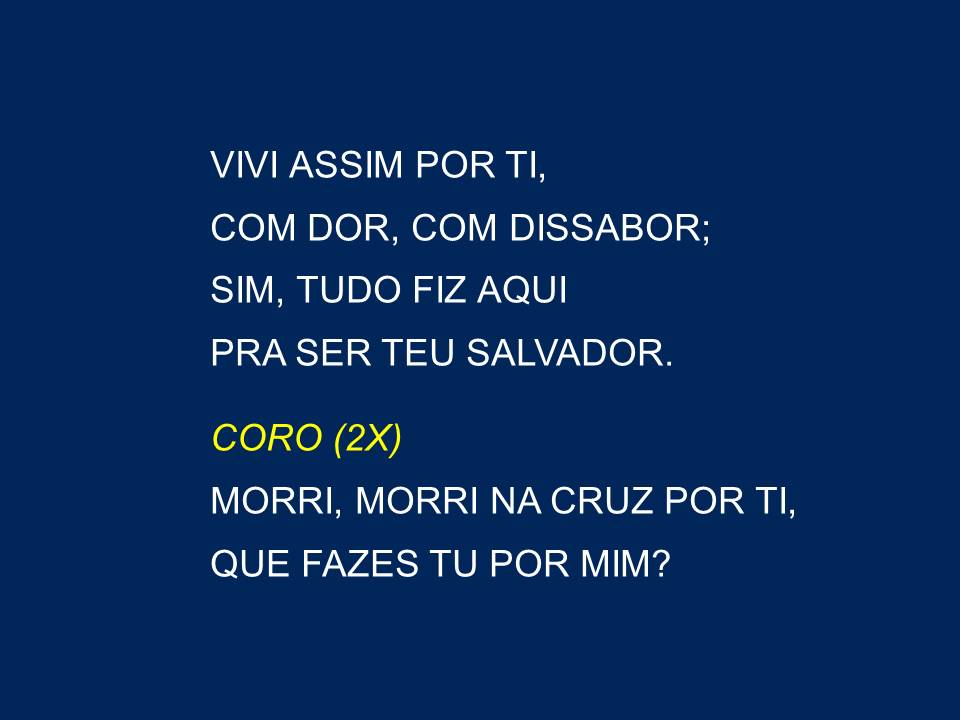 VIVI ASSIM POR TI,
COM DOR, COM DISSABOR;
SIM, TUDO FIZ AQUI
PRA SER TEU SALVADOR.
CORO (2X)
MORRI, MORRI NA CRUZ POR TI,
QUE FAZES TU POR MIM?